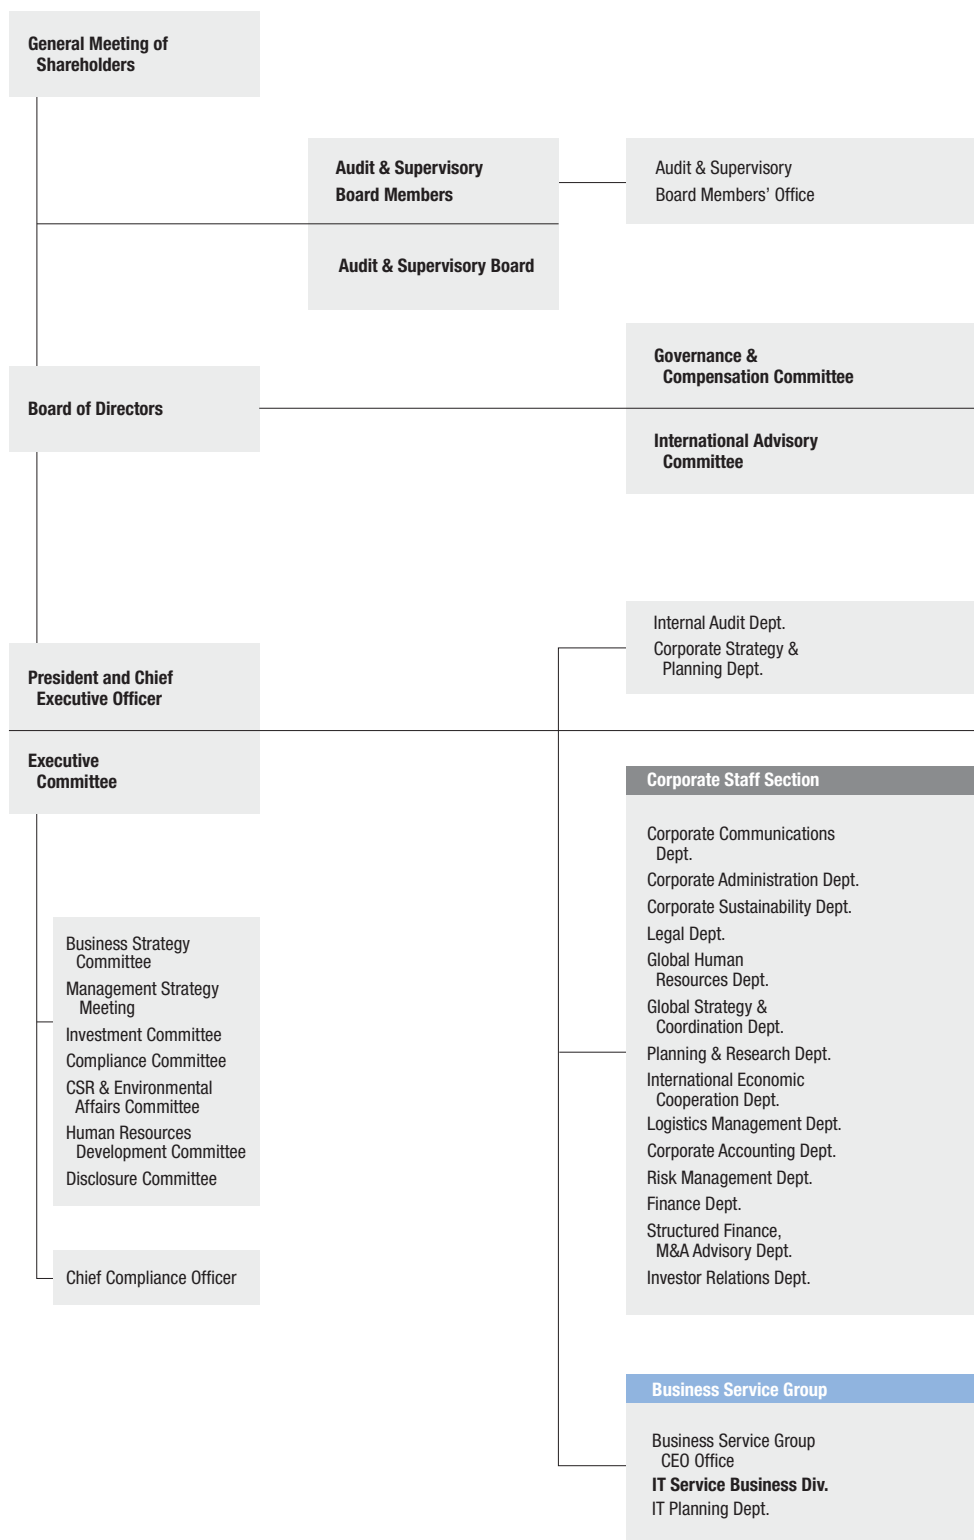 General Meeting of
Shareholders
Audit & Supervisory
Board Members
Audit & Supervisory
Board Members’ Office
Audit & Supervisory Board
Governance &
Compensation Committee
Board of Directors
International Advisory
Committee
Internal Audit Dept.
Corporate Strategy &
Planning Dept.
President and Chief
Executive Officer
Executive
Committee
Corporate Staff Section
Corporate Communications
Dept.
Corporate Administration Dept.
Corporate Sustainability Dept.
Legal Dept.
Global Human
Resources Dept.
Global Strategy &
Coordination Dept.
Planning & Research Dept.
International Economic
Cooperation Dept.
Logistics Management Dept.
Corporate Accounting Dept.
Risk Management Dept.
Finance Dept.
Structured Finance,
M&A Advisory Dept.
Investor Relations Dept.
Business Strategy
Committee
Management Strategy
Meeting
Investment Committee
Compliance Committee
CSR & Environmental
Affairs Committee
Human Resources
Development Committee
Disclosure Committee
Chief Compliance Officer
Business Service Group
Business Service Group
CEO Office
IT Service Business Div.
IT Planning Dept.